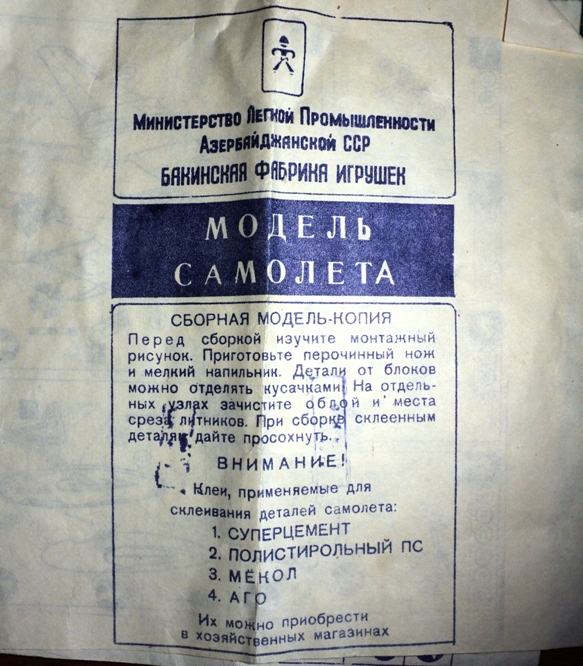 Министерство Легкой Промышленности
Азербайджанской ССР
БАКИНСКАЯ ФАБРИКА ИГРУШЕК
МОДЕЛЬ
САМОЛЕТА
СБОРНАЯ МОДЕЛЬ-КОПИЯ
Перед сборкой изучите монтажный
рисунок. Приготовьте перочинный нож
и мелкий напильник. Детали от блоков
можно отделять кусачками. На отдель-
ных узлах зачистите облой и места
среза литников. При сборке склеенным
деталям дайте просохнуть.
ВНИМАНИЕ!
Клеи, применяемые для
склеивания деталей самолета:
1. СУПЕРЦЕМЕНТ
2. ПОЛИСТИРОЛЬНЫЙ ПС
3. МЕКОЛ
4. АГО
Их можно приобрести
в хозяйственных магазинах